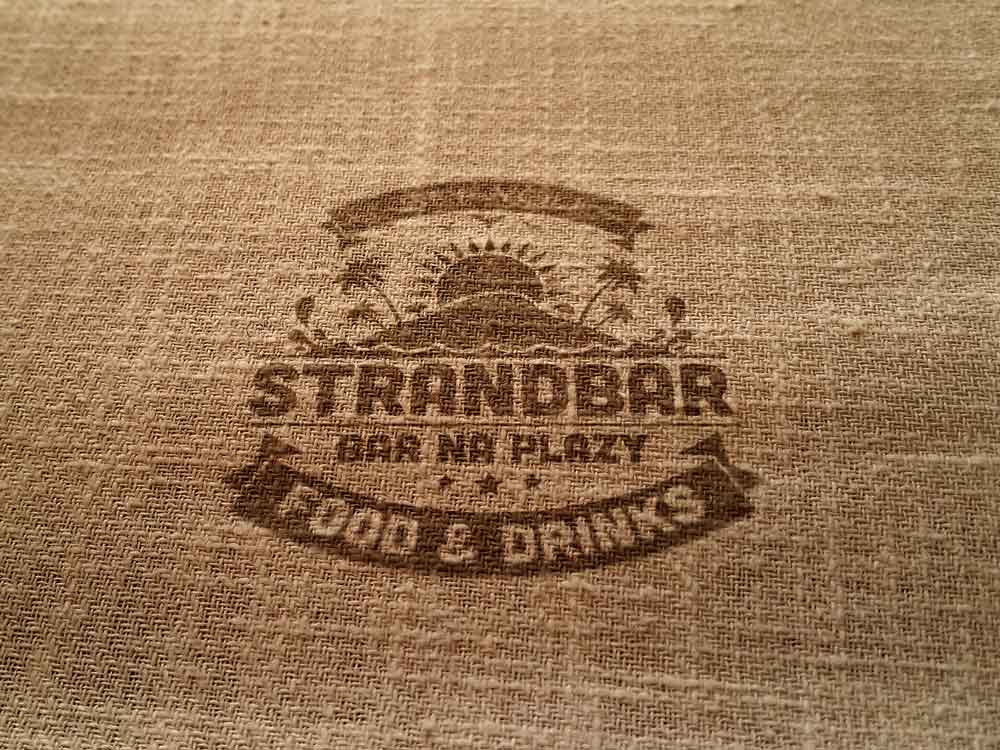 STRANDBAR
BAR NA PLAZY
FOOD & DRINKS